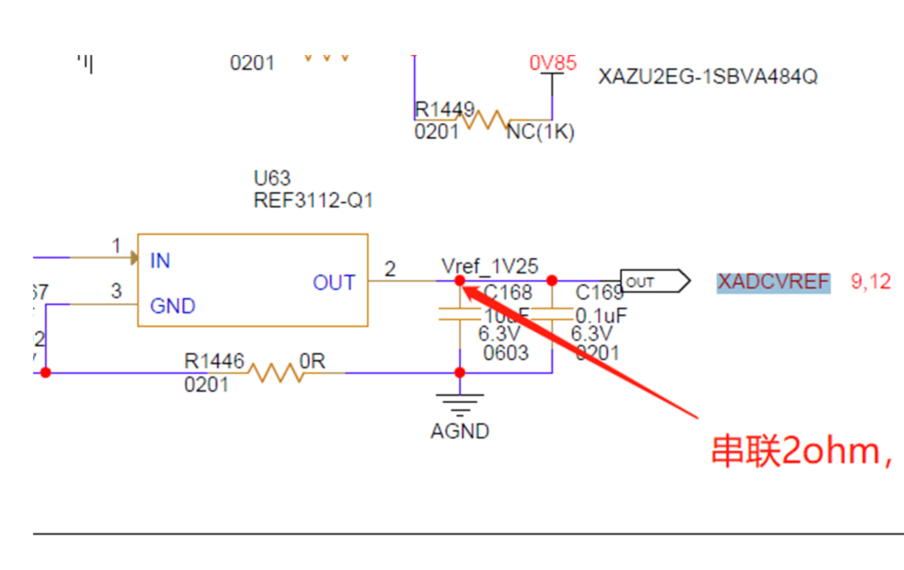 0201
0V85
XAZU2EG-1SBVA484Q
R1449
0201
NC(1K)
U63
REF3112-Q1
1
IN
2
OUT
Vref_1V25
OUT
XADCVREF
9,12
3
GND
C168
10uF
6.3V
0603
C169
0.1uF
6.3V
0201
R1446
0R
0201
AGND
串联2ohm,